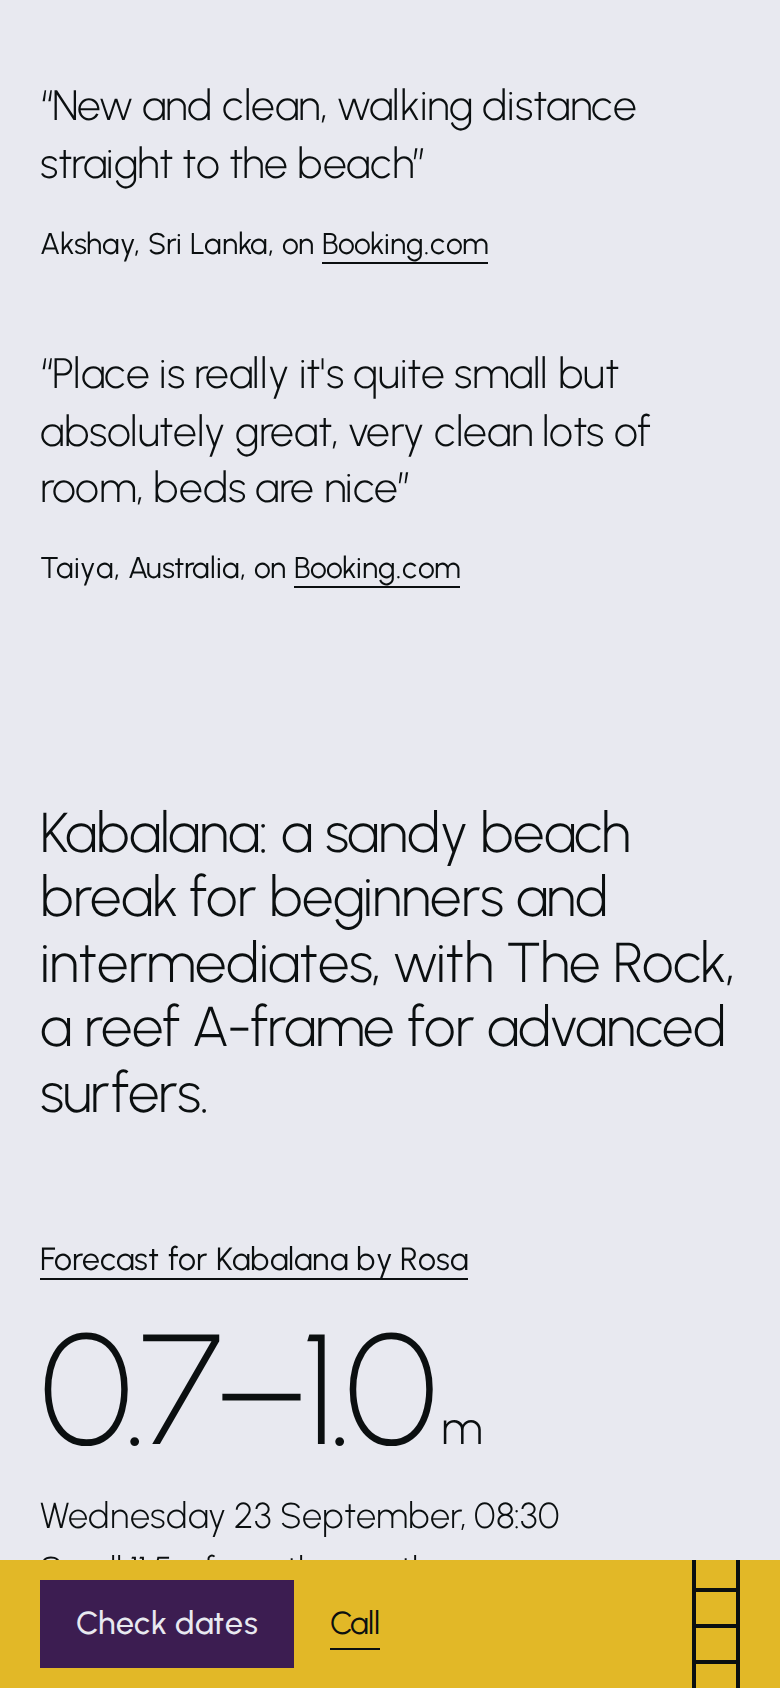 “New and clean, walking distance
straight to the beach”
Akshay, Sri Lanka, on Booking.com
“Place is really it's quite small but
absolutely great, very clean lots of
room, beds are nice”
Taiya, Australia, on Booking.com
Kabalana: a sandy beach
break for beginners and
intermediates, with The Rock,
a reef A-frame for advanced
surfers.
Forecast for Kabalana by Rosa
0.7–1.0 m
Wednesday 23 September, 08:30
Check dates
Call